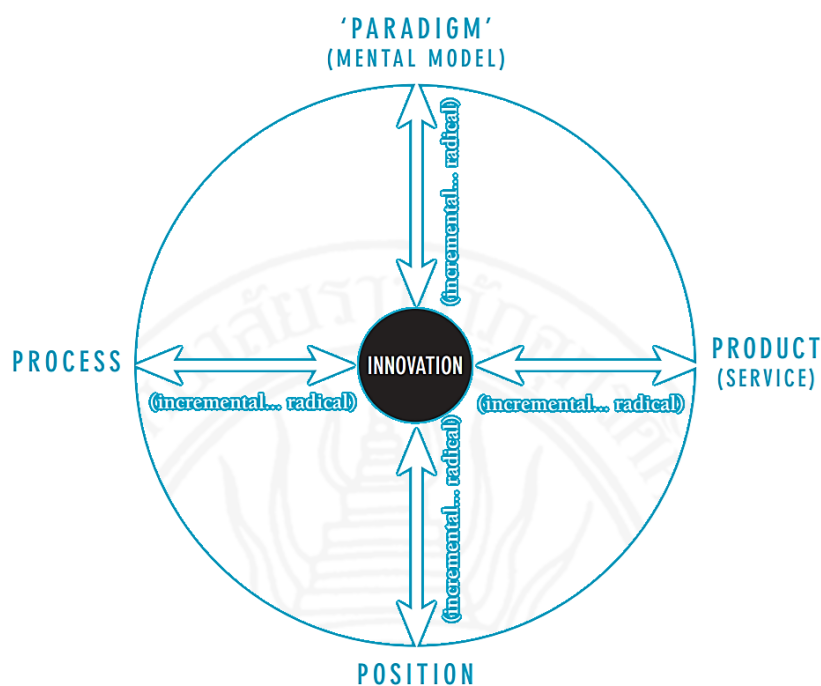 ‘PARADIGM’
(MENTAL MODEL)
(incremental... radical)
PROCESS
INNOVATION
PRODUCT
(SERVICE)
(incremental... radical)
(incremental... radical)
(incremental... radical)
POSITION